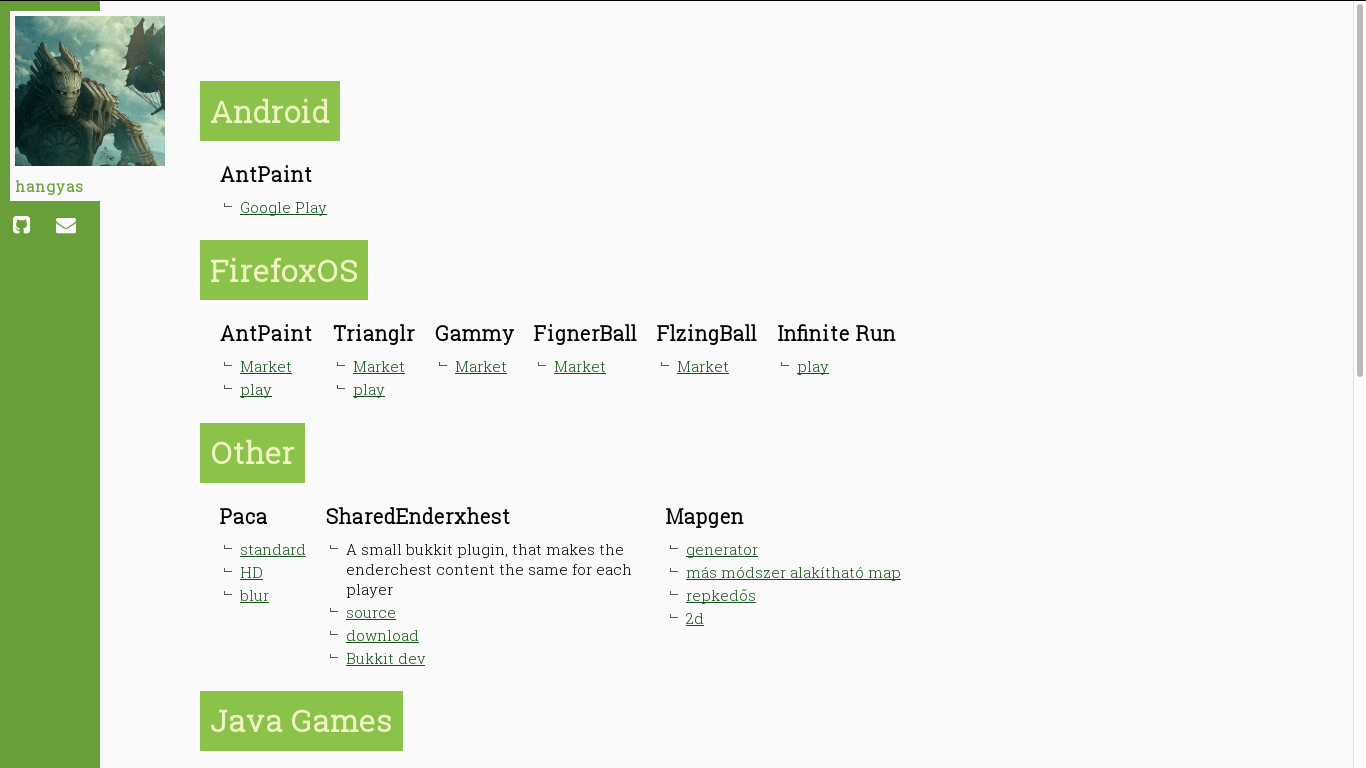 hangyas
Android
AntPaint
Google Play
FirefoxOS
AntPaint
Market
play
Trianglr
Market
play
Gammy
Market
FignerBall
Market
FlzingBall
Market
Infinite Run
play
Other
Paca
standard
HD
blur
SharedEnderxhest
A small bukkit plugin, that makes the
enderchest content the same for each
player
source
download
Bukkit dev
Mapgen
generator
más módszer alakítható map
repkedős
2d
Java Games